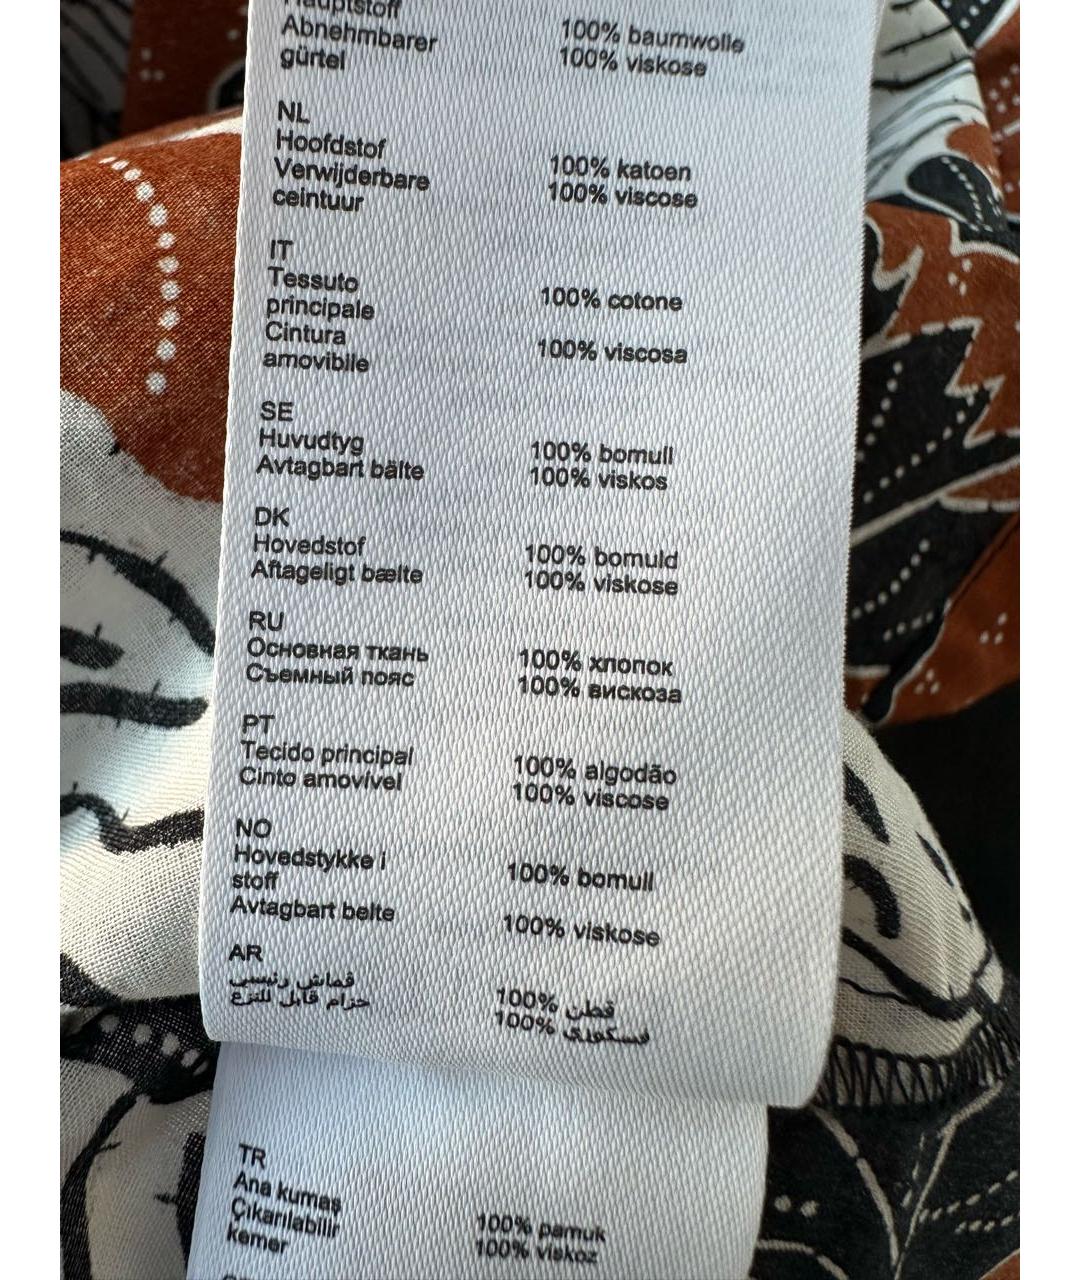 Hauptstoff 100% baumwolle
Abnehmbarer 100% viskose
gürtel
NL
Hoofdstof 100% katoen
Verwijderbare 100% viscose
ceintuur
IT
Tessuto 100% cotone
principale
Cintura 100% viscosa
amovibile
SE
Huvudtyg 100% bomull
Avtagbart bälte 100% viskos
DK
Hovedstof 100% bomuld
Aftageligt bælte 100% viskose
RU
Основная ткань 100% хлопок
Съемный пояс 100% вискоза
PT
Tecido principal 100% algodão
Cinto amovível 100% viscose
NO
Hovedstykke i 100% bomull
stoff
Avtagbart belte 100% viskose
AR
قماش رئيسي 100% قطن
حزام قابل للنزع 100% فسكوزي
TR
Ana kumaş 100% pamuk
Çıkarılabilir 100% viskoz
kemer